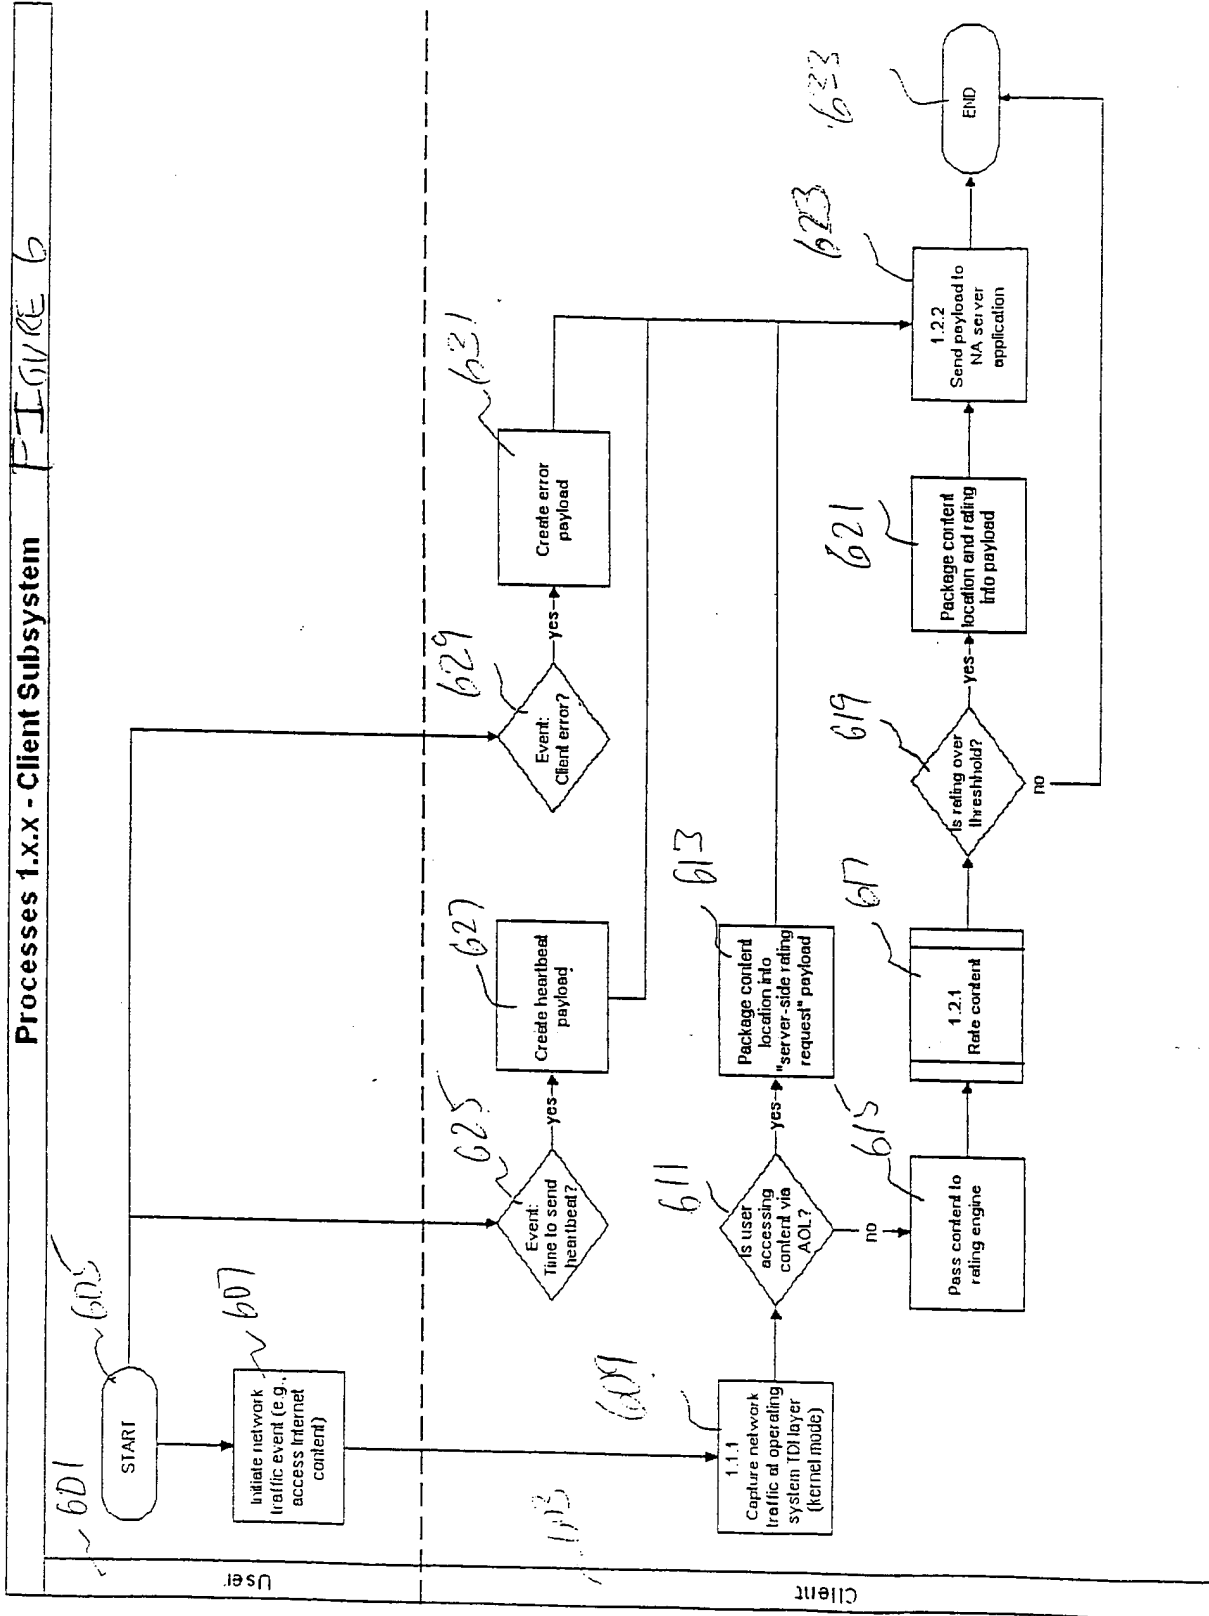 Processes 1.x.x - Client Subsystem
FIGURE 6
User
601
START
605
Initiate network
traffic event (e.g.,
access Internet
content)
607
Client
Event:
Time to send
heartbeat?
625
yes
Create heartbeat
payload
627
Event:
Client error?
629
yes
Create error
payload
631
1.1.1
Capture network
traffic at operating
system TDI layer
(kernel mode)
609
Is user
accessing
content via
AOL?
611
yes
no
Package content
location into
"server-side rating
request" payload
613
Pass content to
rating engine
615
1.2.1
Rate content
617
Is rating over
threshhold?
619
yes
no
Package content
location and rating
into payload
621
1.2.2
Send payload to
NA server
application
623
END
633